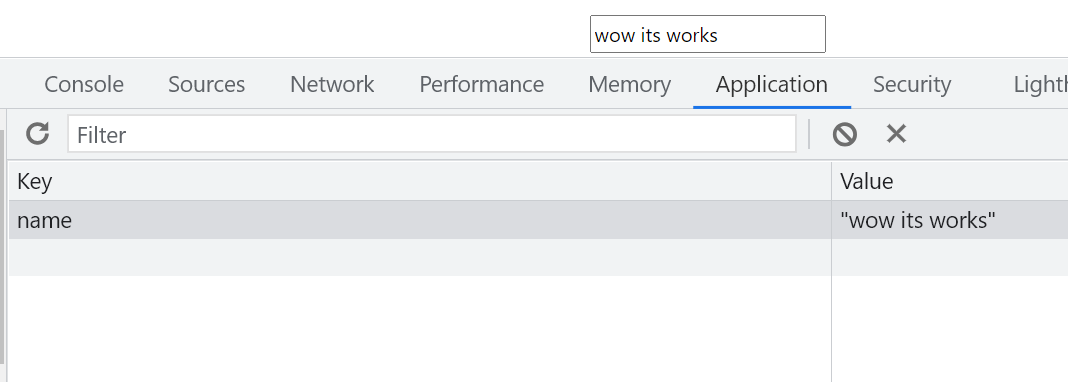 wow its works
Console Sources Network Performance Memory Application Security Lighth
Filter
Key Value
name "wow its works"